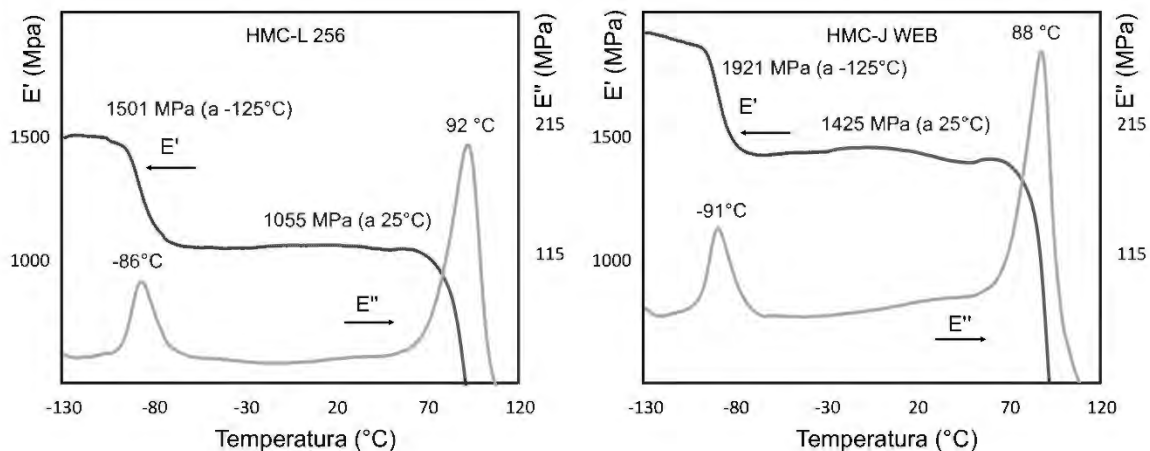 HMC-L 256
E' (Mpa)
1500
1000
1501 MPa (a -125°C)
E'
1055 MPa (a 25°C)
-86°C
92 °C
E"
E" (MPa)
215
115
-130 -80 -30 20 70 120
Temperatura (°C)
HMC-J WEB
E' (MPa)
1500
1000
1921 MPa (a -125°C)
E'
1425 MPa (a 25°C)
-91°C
88 °C
E"
E" (MPa)
215
115
-130 -80 -30 20 70 120
Temperatura (°C)